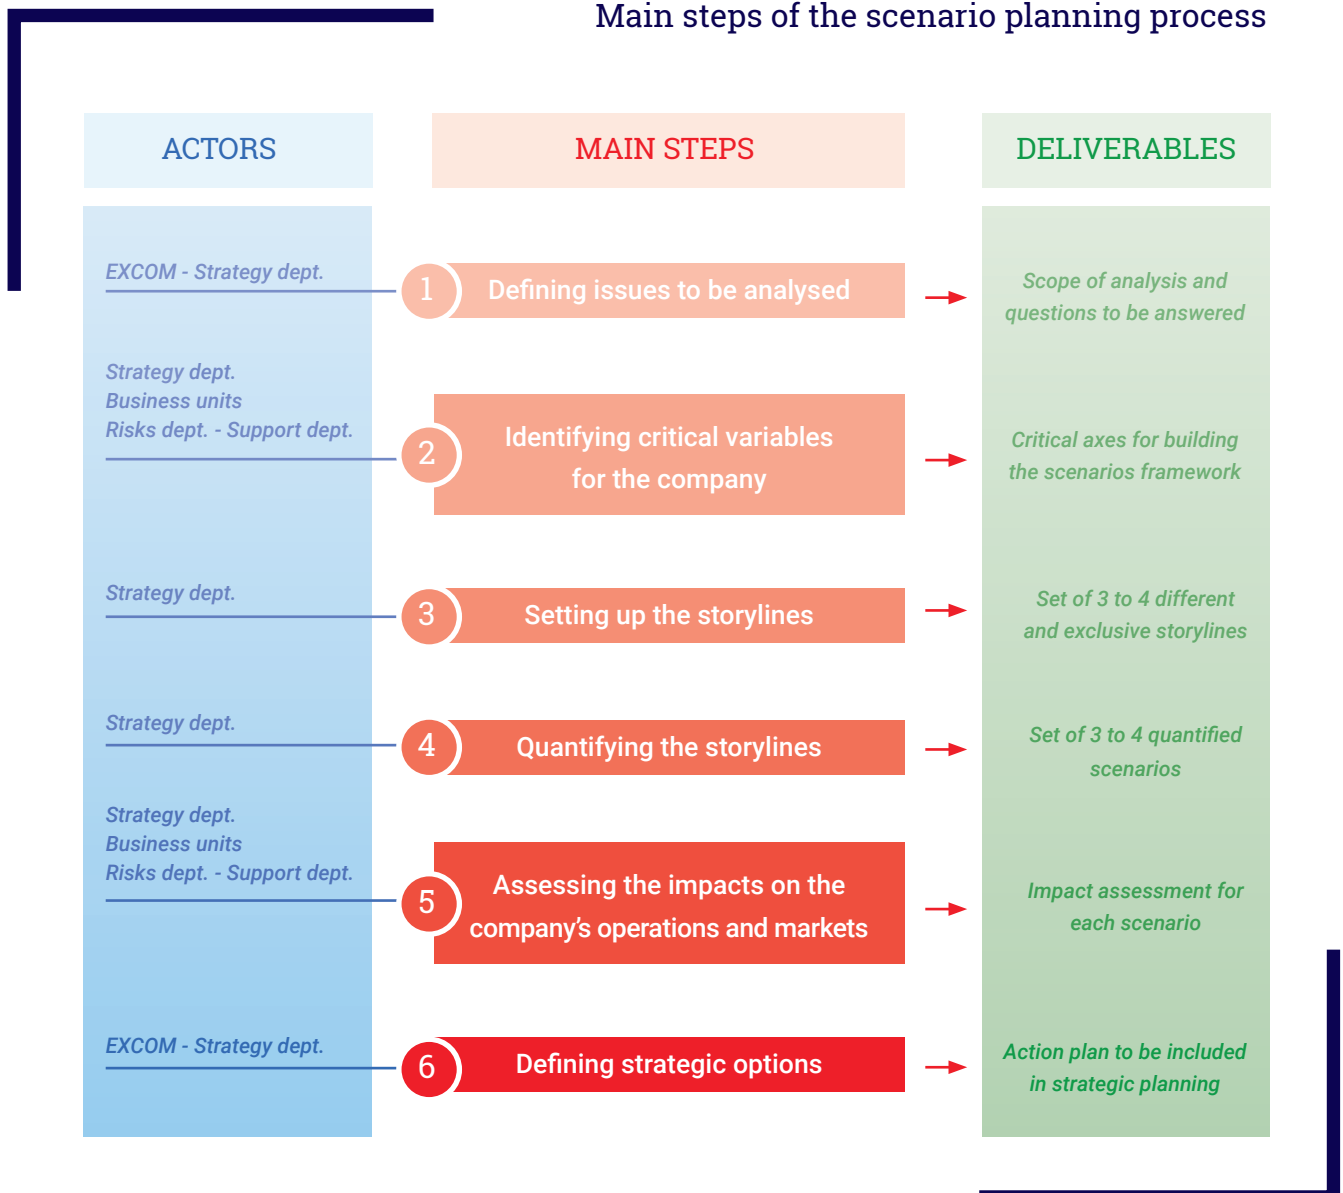 Main steps of the scenario planning process
ACTORS
MAIN STEPS
DELIVERABLES
EXCOM - Strategy dept.
1
Defining issues to be analysed
Scope of analysis and
questions to be answered
Strategy dept.
Business units
Risks dept. - Support dept.
2
Identifying critical variables
for the company
Critical axes for building
the scenarios framework
Strategy dept.
3
Setting up the storylines
Set of 3 to 4 different
and exclusive storylines
Strategy dept.
4
Quantifying the storylines
Set of 3 to 4 quantified
scenarios
Strategy dept.
Business units
Risks dept. - Support dept.
5
Assessing the impacts on the
company’s operations and markets
Impact assessment for
each scenario
EXCOM - Strategy dept.
6
Defining strategic options
Action plan to be included
in strategic planning